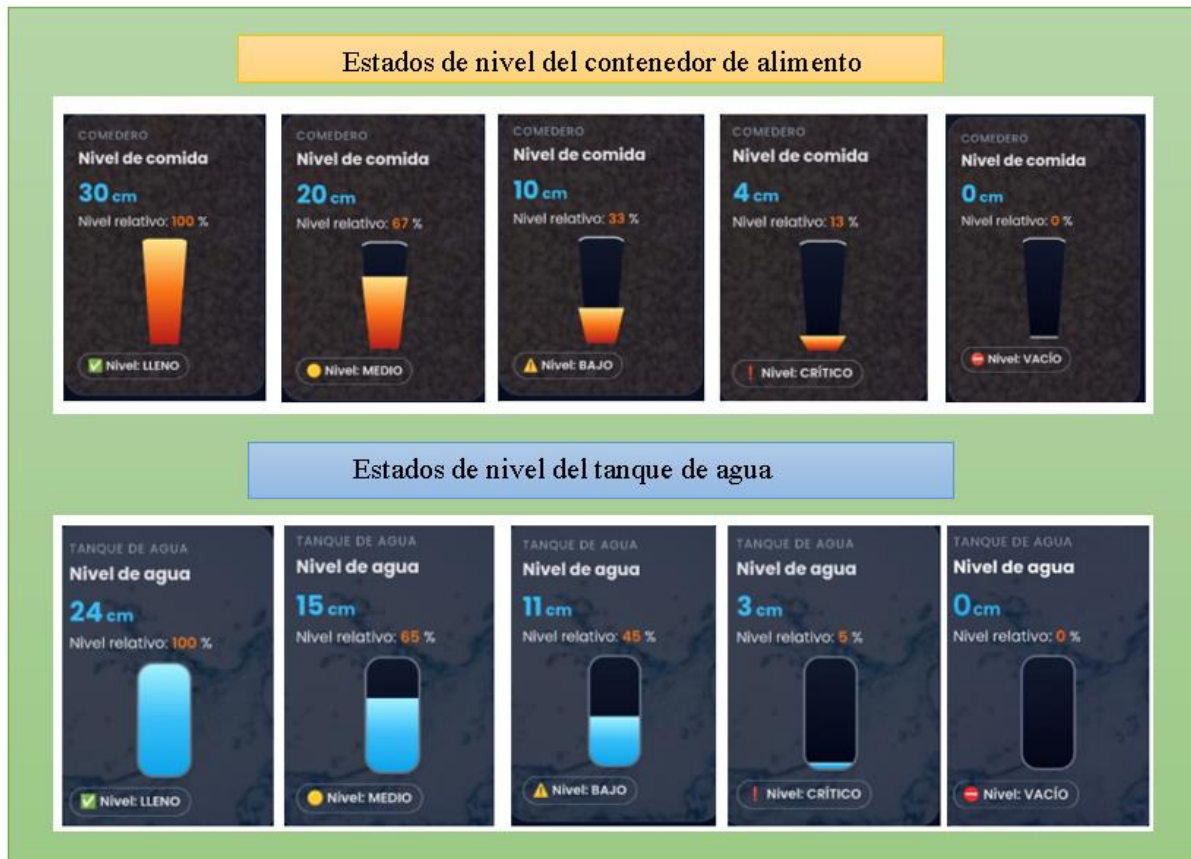 Estados de nivel del contenedor de alimento
COMEDERO
Nivel de comida
30 cm
Nivel relativo: 100 %
✅ Nivel: LLENO
COMEDERO
Nivel de comida
20 cm
Nivel relativo: 67 %
🟡 Nivel: MEDIO
COMEDERO
Nivel de comida
10 cm
Nivel relativo: 33 %
⚠️ Nivel: BAJO
COMEDERO
Nivel de comida
4 cm
Nivel relativo: 13 %
❗ Nivel: CRÍTICO
COMEDERO
Nivel de comida
0 cm
Nivel relativo: 0 %
⛔ Nivel: VACÍO
Estados de nivel del tanque de agua
TANQUE DE AGUA
Nivel de agua
24 cm
Nivel relativo: 100 %
✅ Nivel: LLENO
TANQUE DE AGUA
Nivel de agua
15 cm
Nivel relativo: 65 %
🟡 Nivel: MEDIO
TANQUE DE AGUA
Nivel de agua
11 cm
Nivel relativo: 45 %
⚠️ Nivel: BAJO
TANQUE DE AGUA
Nivel de agua
3 cm
Nivel relativo: 5 %
❗ Nivel: CRÍTICO
TANQUE DE AGUA
Nivel de agua
0cm
Nivel relativo: 0 %
⛔ Nivel: VACÍO